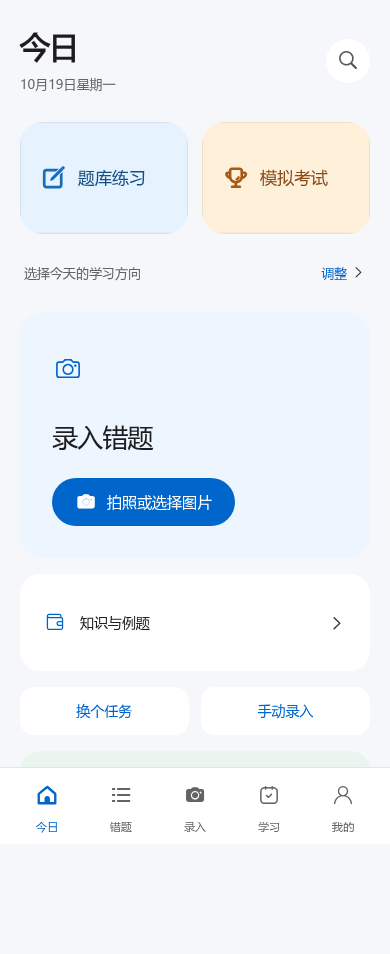 今日
10月19日星期一
题库练习
模拟考试
选择今天的学习方向
调整
录入错题
拍照或选择图片
知识与例题
换个任务
手动录入
今日
错题
录入
学习
我的